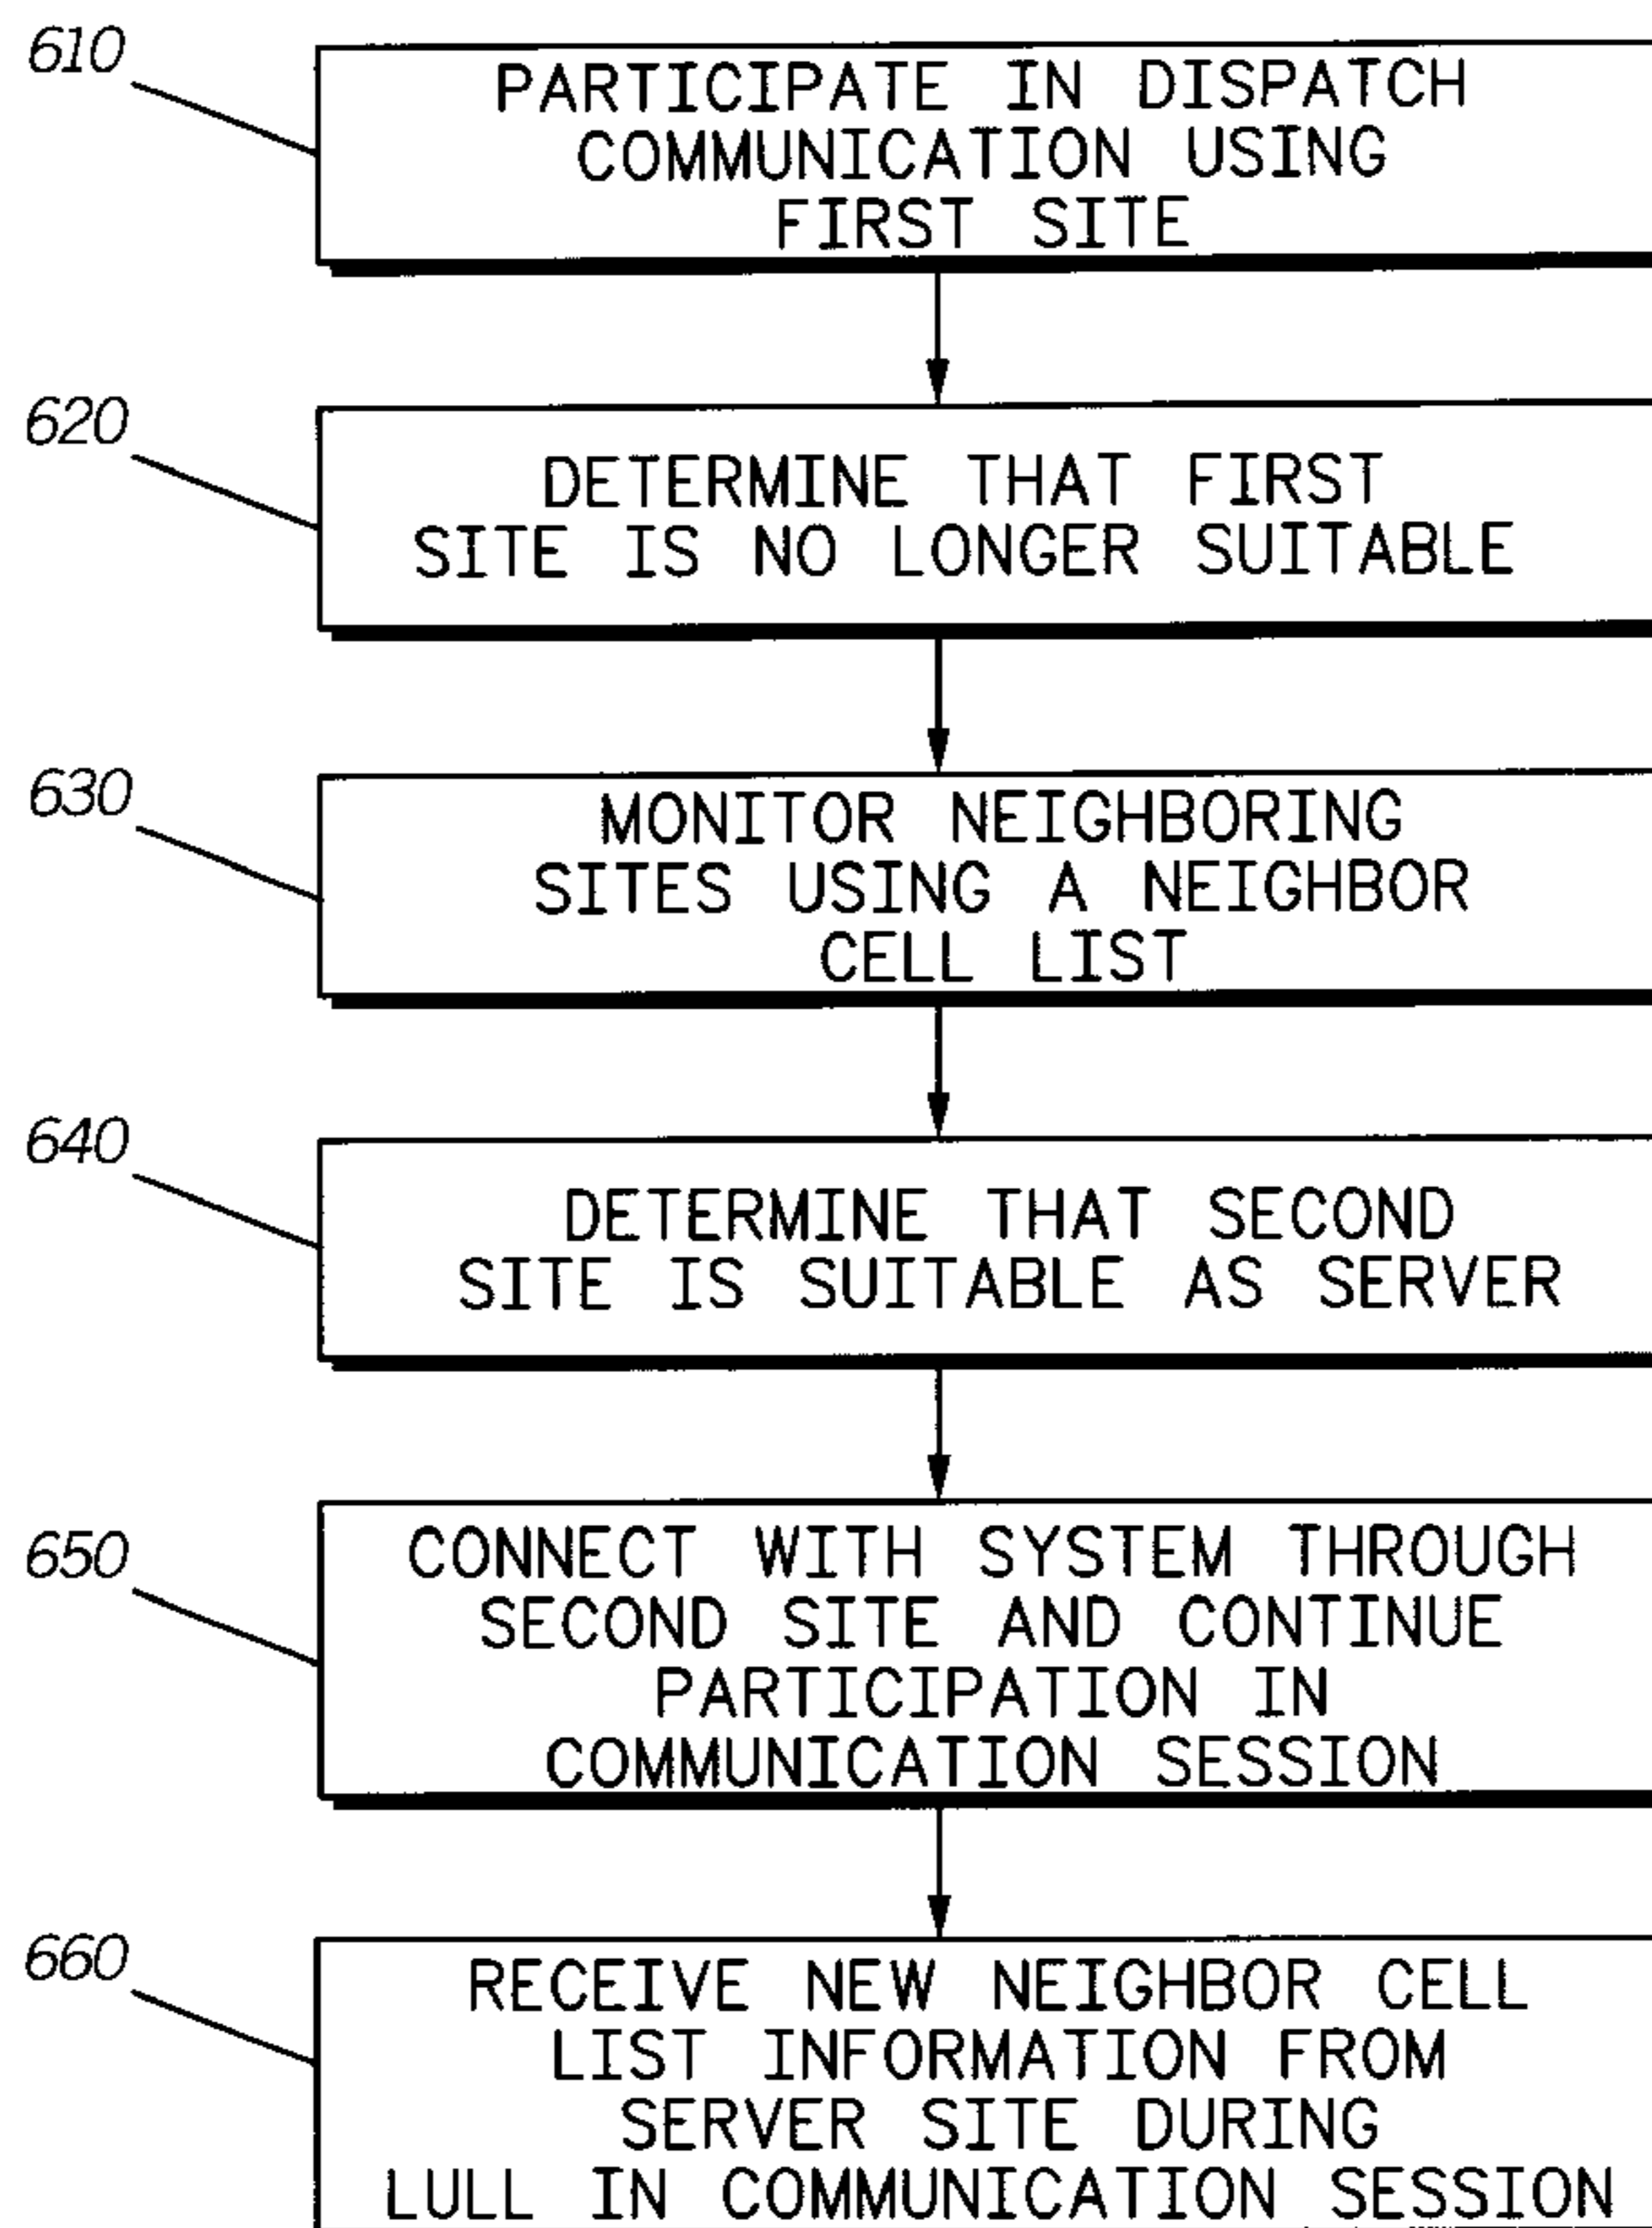 610
PARTICIPATE IN DISPATCH
COMMUNICATION USING
FIRST SITE
620
DETERMINE THAT FIRST
SITE IS NO LONGER SUITABLE
630
MONITOR NEIGHBORING
SITES USING A NEIGHBOR
CELL LIST
640
DETERMINE THAT SECOND
SITE IS SUITABLE AS SERVER
650
CONNECT WITH SYSTEM THROUGH
SECOND SITE AND CONTINUE
PARTICIPATION IN
COMMUNICATION SESSION
660
RECEIVE NEW NEIGHBOR CELL
LIST INFORMATION FROM
SERVER SITE DURING
LULL IN COMMUNICATION SESSION